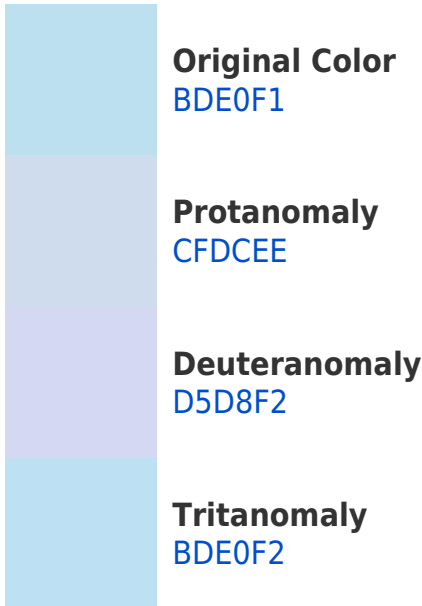 Original Color
BDE0F1
Protanomaly
CFDCEE
Deuteranomaly
D5D8F2
Tritanomaly
BDE0F2